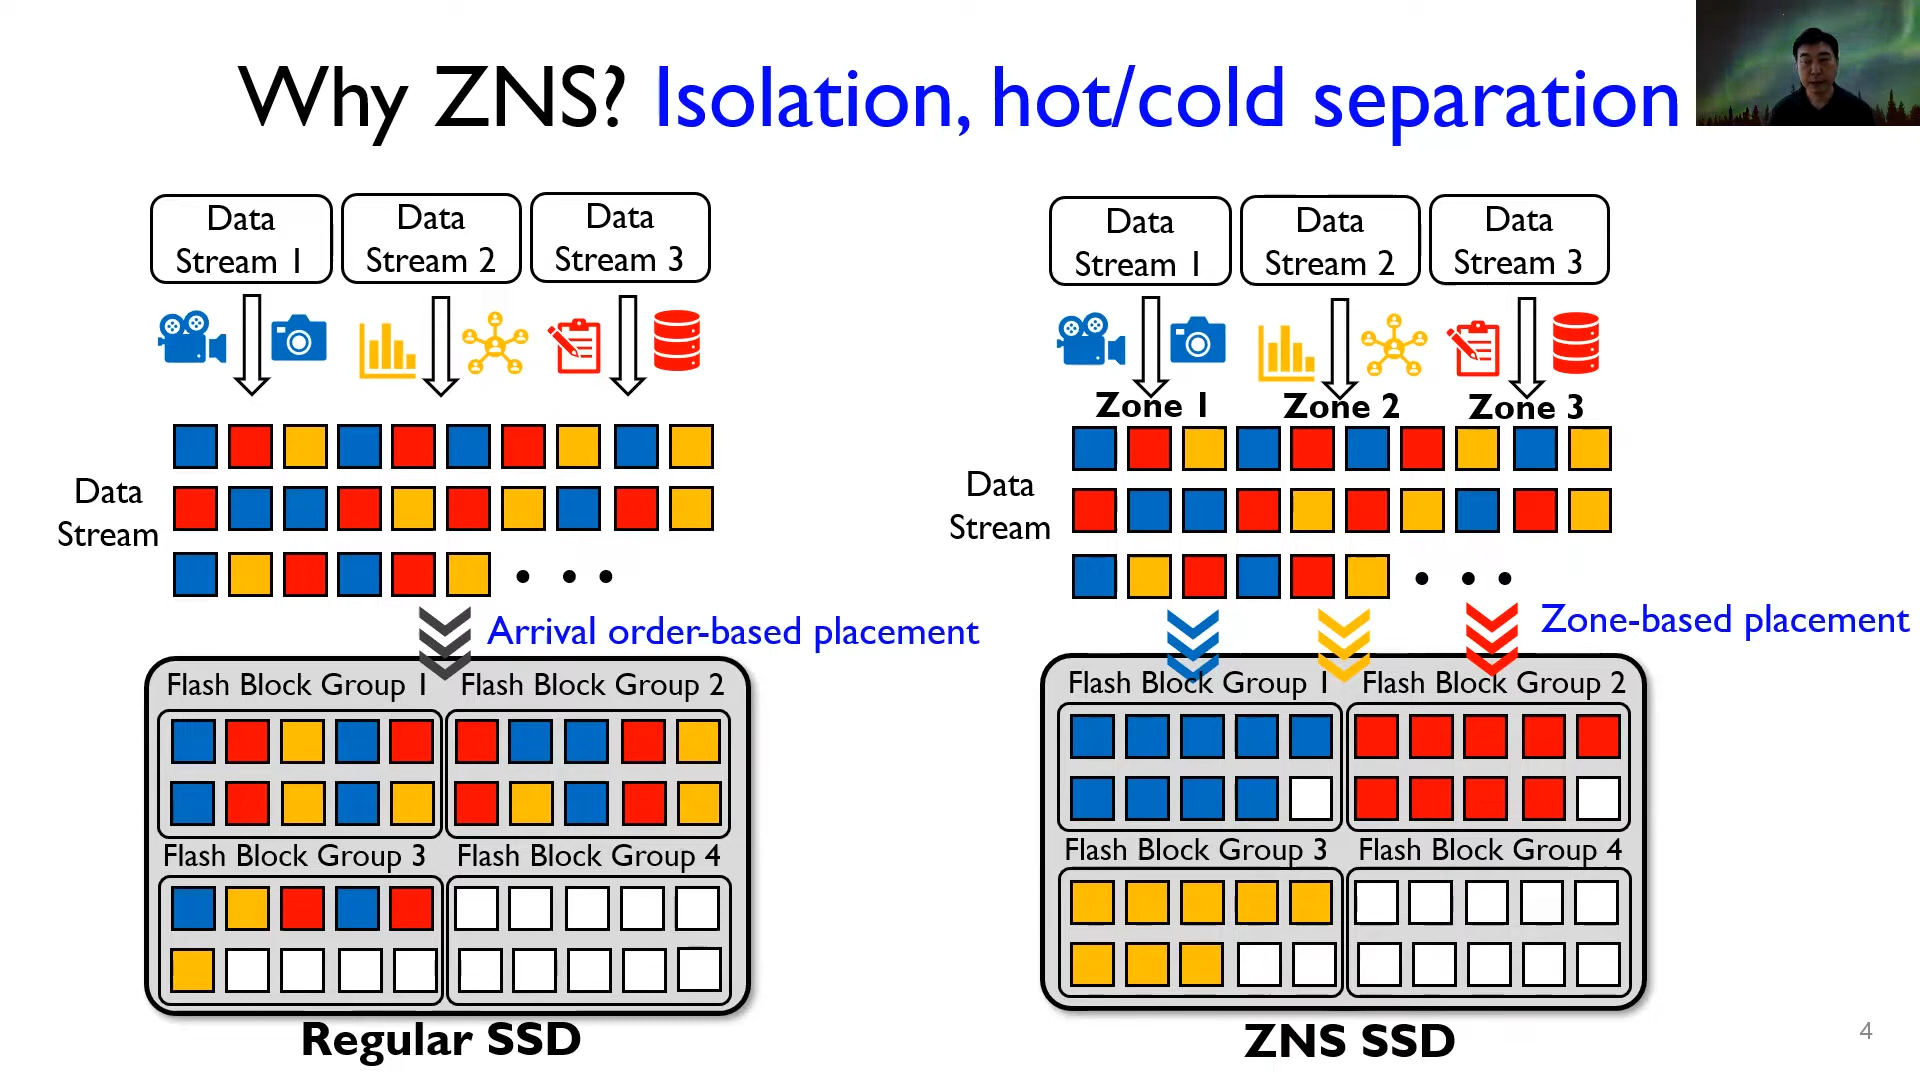 Why ZNS? Isolation, hot/cold separation
Data
Stream 1
Data
Stream 2
Data
Stream 3
Data
Stream
Arrival order-based placement
Flash Block Group 1
Flash Block Group 2
Flash Block Group 3
Flash Block Group 4
Regular SSD
Data
Stream 1
Data
Stream 2
Data
Stream 3
Zone 1
Zone 2
Zone 3
Data
Stream
Zone-based placement
Flash Block Group 1
Flash Block Group 2
Flash Block Group 3
Flash Block Group 4
ZNS SSD
4